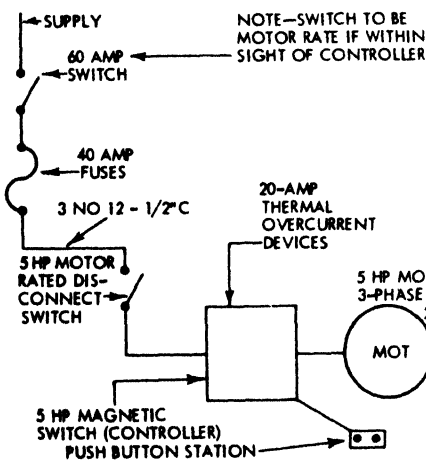 SUPPLY
NOTE—SWITCH TO BE
MOTOR RATE IF WITHIN
SIGHT OF CONTROLLER
60 AMP
SWITCH
40 AMP
FUSES
3 NO 12 - 1/2"C
20-AMP
THERMAL
OVERCURRENT
DEVICES
5 HP MOTOR
RATED DIS-
CONNECT
SWITCH
5 HP MO
3-PHASE
MOT
5 HP MAGNETIC
SWITCH (CONTROLLER)
PUSH BUTTON STATION